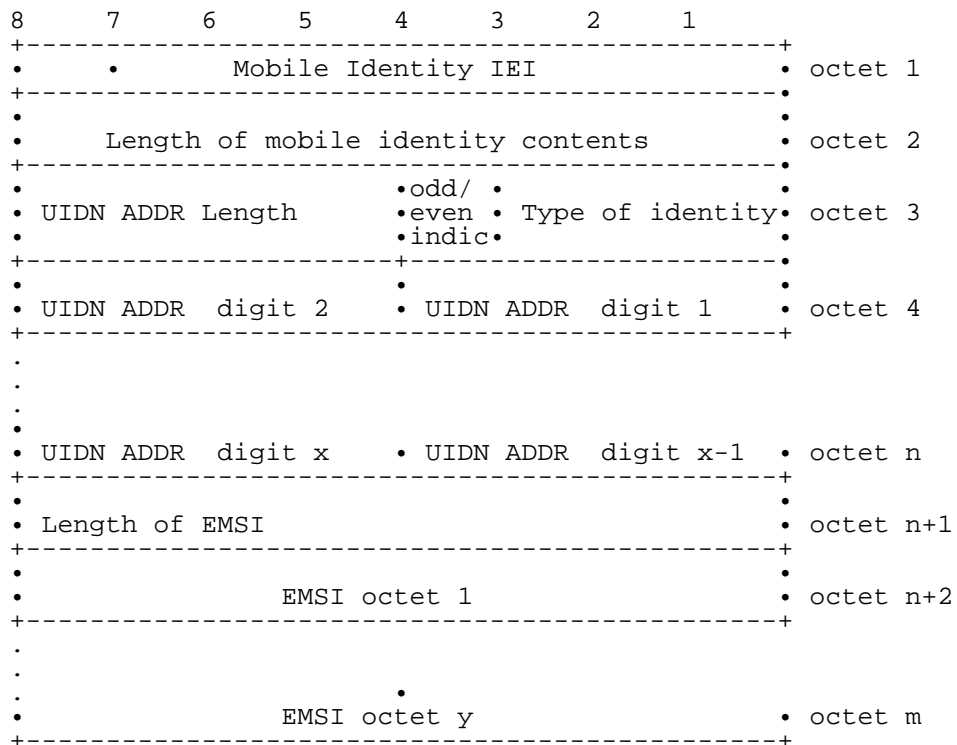 8 7 6 5 4 3 2 1
+-----------------------------------------------+
• • Mobile Identity IEI • octet 1
+-----------------------------------------------•
• •
• Length of mobile identity contents • octet 2
+-----------------------------------------------•
• •odd/ • •
• UIDN ADDR Length •even • Type of identity• octet 3
• •indic• •
+-----------------------+-----------------------•
• • •
• UIDN ADDR digit 2 • UIDN ADDR digit 1 • octet 4
+-----------------------------------------------+
.
.
.
•
• UIDN ADDR digit x • UIDN ADDR digit x-1 • octet n
+-----------------------------------------------+
• •
• Length of EMSI • octet n+1
+-----------------------------------------------+
• •
• EMSI octet 1 • octet n+2
+-----------------------------------------------+
.
.
. •
• EMSI octet y • octet m
+-----------------------------------------------+